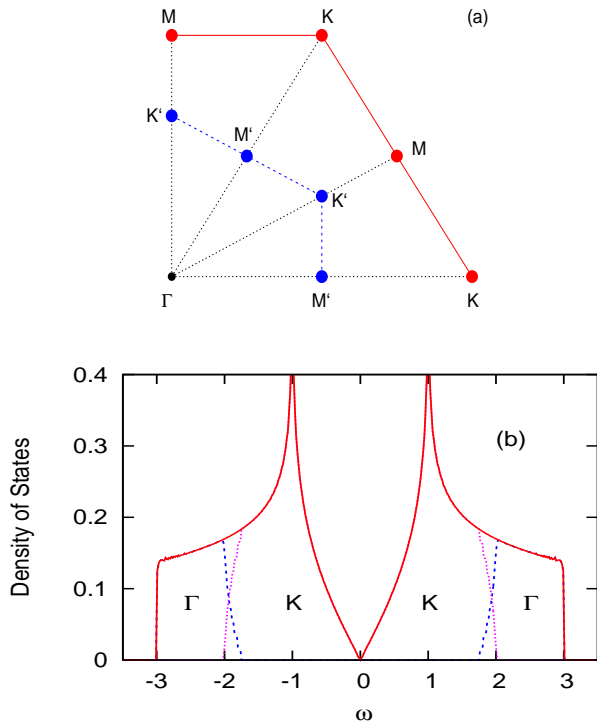 M K (a)
K‘
M‘ M
K‘
Γ M‘ K
0.4
0.3
0.2
0.1
0
Density of States
(b)
Γ K K Γ
-3 -2 -1 0 1 2 3
ω